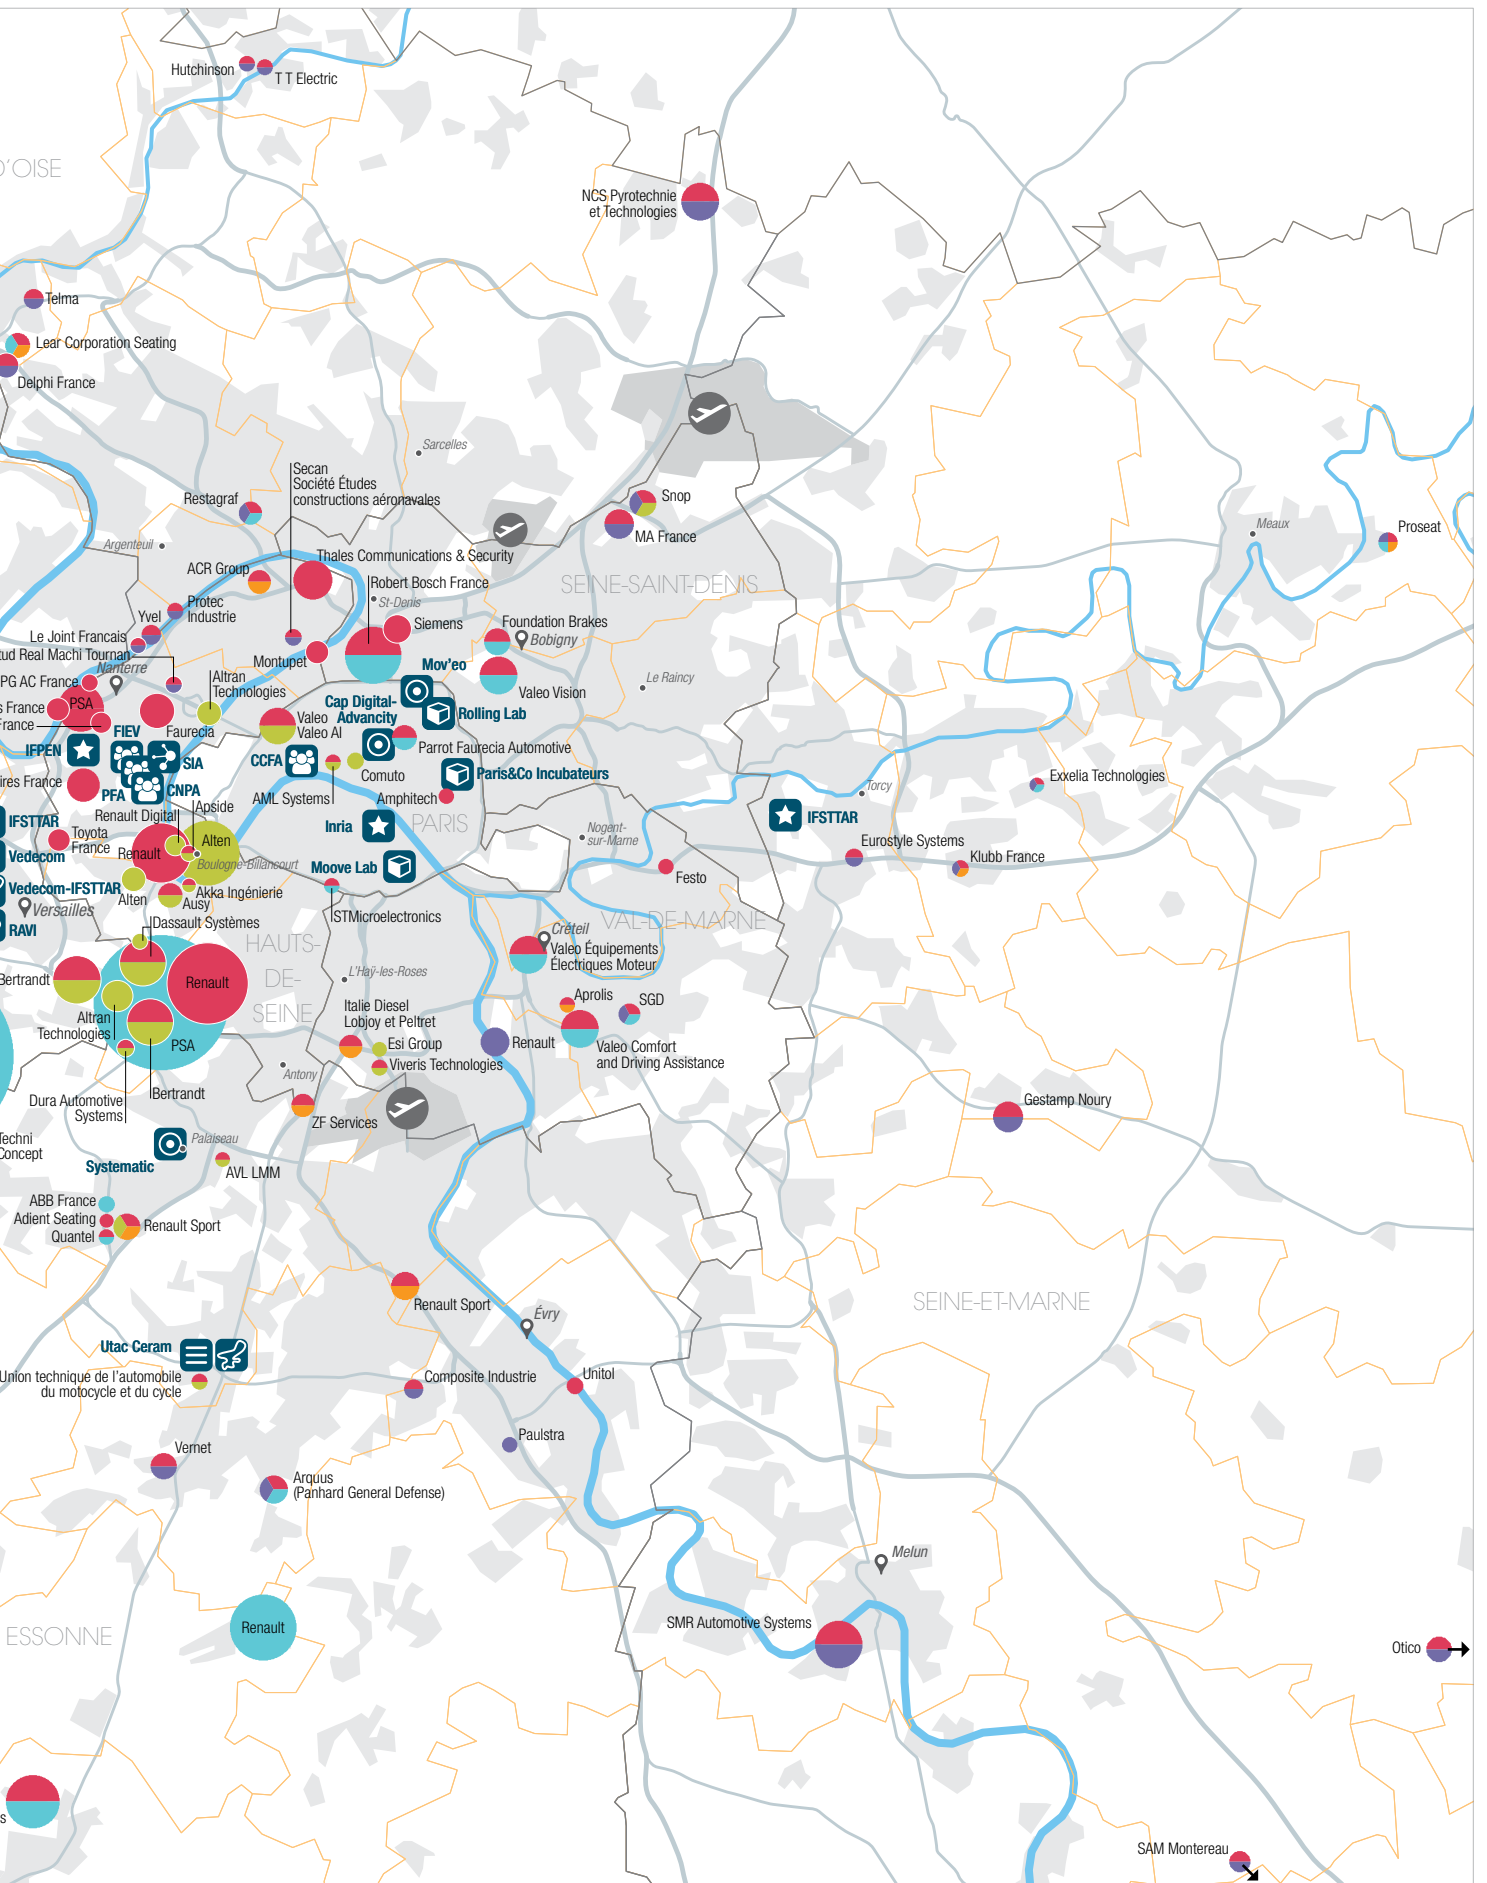 Hutchinson
T T Electric
D'OISE
NCS Pyrotechnie
et Technologies
Telma
Lear Corporation Seating
Delphi France
Sarcelles
Secan
Société Études
constructions aéronavales
Restagraf
Snop
MA France
Meaux
Proseat
Argenteuil
Thales Communications & Security
ACR Group
Robert Bosch France
SEINE-SAINT-DENIS
St-Denis
Protec
Industrie
Yvel
Siemens
Foundation Brakes
Bobigny
Le Joint Francais
tud Real Machi Tournan
Montupet
Mov'eo
Nanterre
PG AC France
Altran
Technologies
Le Raincy
Valeo Vision
s France
PSA
Cap Digital-
Advancity
Rolling Lab
rance
FIEV
Faurecia
Valeo
Valeo AI
IFPEN
SIA
CCFA
Parrot Faurecia Automotive
Comuto
Paris&Co Incubateurs
ires France
PFA
CNPA
AML Systems
Amphitech
Torcy
Exxelia Technologies
Apside
Renault Digital
IFSTTAR
Toyota
France
Inria
PARIS
IFSTTAR
Nogent-
sur-Marne
Renault
Alten
Eurostyle Systems
Klubb France
Vedecom
Boulogne-Billancourt
Moove Lab
Festo
Vedecom-IFSTTAR
Alten
Akka Ingénierie
Ausy
Versailles
STMicroelectronics
RAVI
Dassault Systèmes
VAL-DE-MARNE
Créteil
HAUTS-
DE-
SEINE
Valeo Équipements
Électriques Moteur
Bertrandt
Renault
L'Haÿ-les-Roses
Aprolis
SGD
Italie Diesel
Lobjoy et Peltret
Altran
Technologies
PSA
Esi Group
Renault
Valeo Comfort
and Driving Assistance
Viveris Technologies
Antony
Bertrandt
Dura Automotive
Systems
Gestamp Noury
ZF Services
Techni
Concept
Palaiseau
Systematic
AVL LMM
ABB France
Adient Seating
Quantel
Renault Sport
Renault Sport
SEINE-ET-MARNE
Évry
Utac Ceram
Union technique de l'automobile
du motocycle et du cycle
Composite Industrie
Unitol
Paulstra
Vernet
Arquus
(Panhard General Defense)
Melun
SMR Automotive Systems
Renault
ESSONNE
Otico
s
SAM Montereau